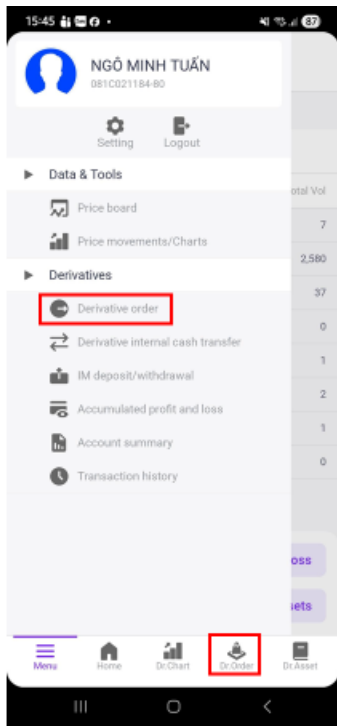 15:45 87
NGÔ MINH TUẤN
081C021184-80
Setting Logout
Data & Tools
Price board
otal Vol
Price movements/Charts
7
Derivatives
2,580
Derivative order
37
Derivative internal cash transfer
0
IM deposit/withdrawal
1
Accumulated profit and loss
2
Account summary
1
Transaction history
0
oss
sets
Menu Home Dr.Chart Dr.Order Dr.Asset